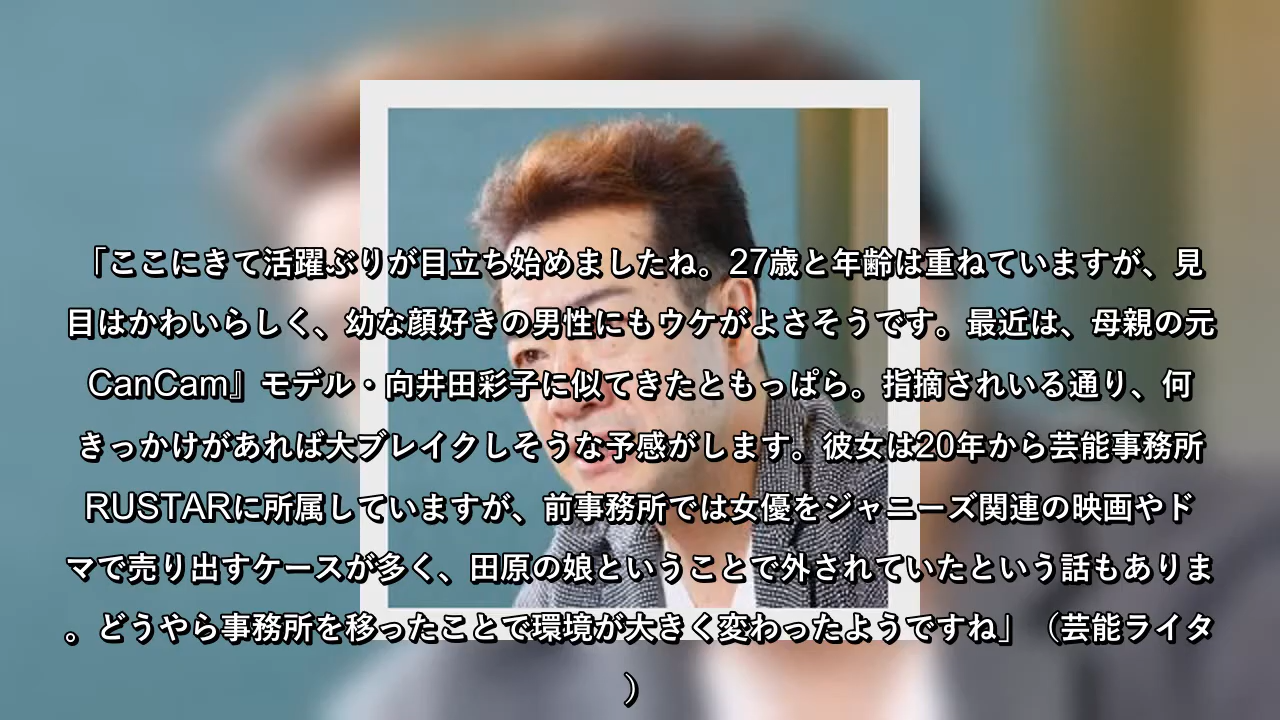 「ここにきて活躍ぶりが目立ち始めましたね。27歳と年齢は重ねていますが、見
目はかわいらしく、幼な顔好きの男性にもウケがよさそうです。最近は、母親の元
CanCam』モデル・向井田彩子に似てきたともっぱら。指摘されいる通り、何
きっかけがあれば大ブレイクしそうな予感がします。彼女は20年から芸能事務所
RUSTARに所属していますが、前事務所では女優をジャニーズ関連の映画やド
マで売り出すケースが多く、田原の娘ということで外されていたという話もありま
。どうやら事務所を移ったことで環境が大きく変わったようですね」（芸能ライタ
）